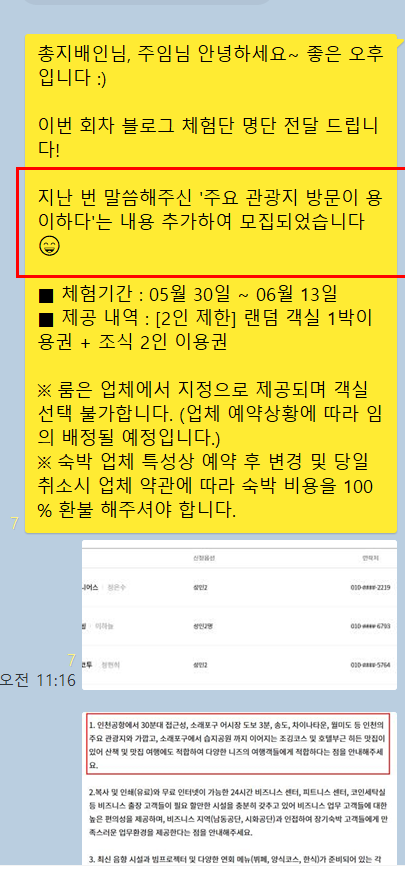 총지배인님, 주임님 안녕하세요~ 좋은 오후
입니다 :)
이번 회차 블로그 체험단 명단 전달 드립니
다!
지난 번 말씀해주신 '주요 관광지 방문이 용
이하다'는 내용 추가하여 모집되었습니다
😄
■ 체험기간 : 05월 30일 ~ 06월 13일
■ 제공 내역 : [2인 제한] 랜덤 객실 1박이
용권 + 조식 2인 이용권
※ 룸은 업체에서 지정으로 제공되며 객실
선택 불가합니다. (업체 예약상황에 따라 임
의 배정될 예정입니다.)
※ 숙박 업체 특성상 예약 후 변경 및 당일
취소시 업체 약관에 따라 숙박 비용을 100
% 환불 해주셔야 합니다.
7
신청옵션 연락처
니어스 정은수 성인2 010-####-2219
이하늘 성인2명 010-####-6793
코투 성인2 010-####-5764
7
오전 11:16
1. 인천공항에서 30분대 접근성, 소래포구 어시장 도보 3분, 송도, 차이나타운, 월미도 등 인천의
주요 관광지와 가깝고, 소래포구에서 습지공원 까지 이어지는 조깅코스 및 호텔부근 히든 맛집이
있어 산책 및 맛집 여행에도 적합하여 다양한 니즈의 여행객들에게 적합하다는 점을 안내해주세
요.
2.복사 및 인쇄(유료)와 무료 인터넷이 가능한 24시간 비즈니스 센터, 피트니스 센터, 코인세탁실
등 비즈니스 출장 고객들이 필요 할만한 시설을 충분히 갖추고 있어 비즈니스 업무 고객들에 대한
높은 편의성을 제공하며, 비즈니스 지역(남동공단, 시화공단)과 인접하여 장기숙박 고객들에게 만
족스러운 업무환경을 제공한다는 점을 안내해주세요.
3. 최신 음향 시설과 빔프로젝터 및 다양한 연회 메뉴(뷔페, 양식코스, 한식)가 준비되어 있는 각